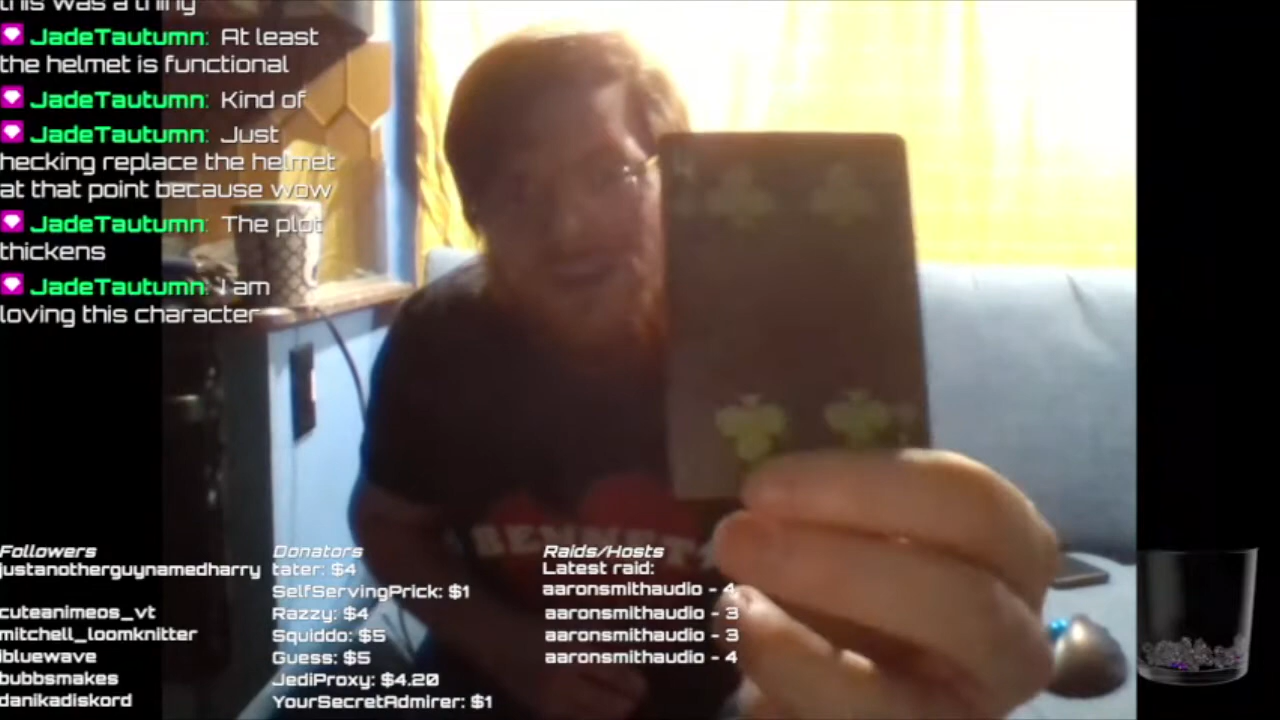 this was a thing
JadeTautumn: At least
the helmet is functional
JadeTautumn: Kind of
JadeTautumn: Just
hecking replace the helmet
at that point because wow
JadeTautumn: The plot
thickens
JadeTautumn: I am
loving this character
Followers
justanotherguynamedharry
cuteanimeos_vt
mitchell_loomknitter
ibluewave
bubbsmakes
danikadiskord
Donators
tater: $4
SelfServingPrick: $1
Razzy: $4
Squiddo: $5
Guess: $5
JediProxy: $4.20
YourSecretAdmirer: $1
Raids/Hosts
Latest raid:
aaronsmithaudio - 4
aaronsmithaudio - 3
aaronsmithaudio - 3
aaronsmithaudio - 4